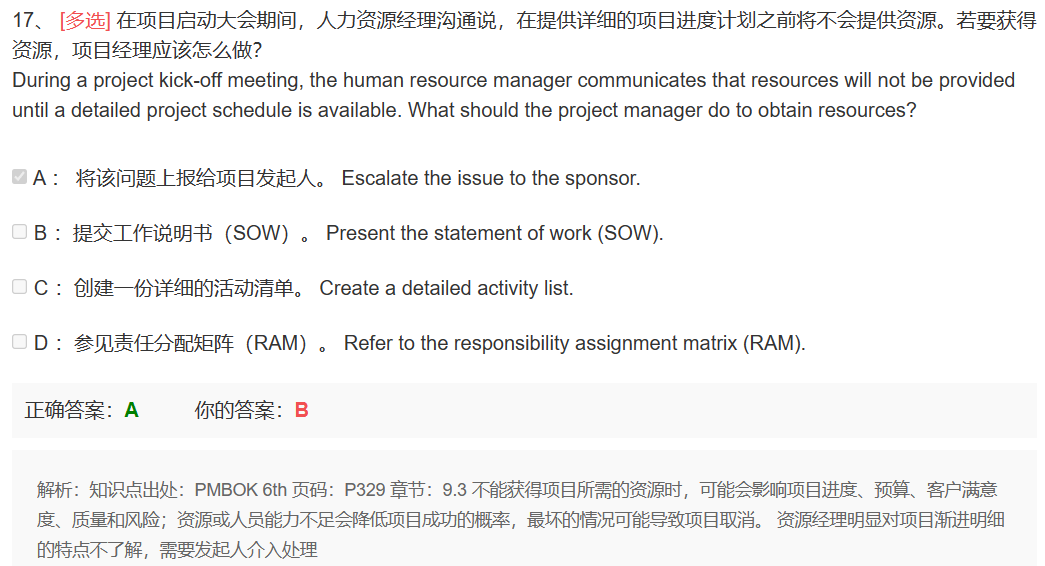 17、 [多选] 在项目启动大会期间，人力资源经理沟通说，在提供详细的项目进度计划之前将不会提供资源。若要获得
资源，项目经理应该怎么做?
During a project kick-off meeting, the human resource manager communicates that resources will not be provided
until a detailed project schedule is available. What should the project manager do to obtain resources?
A： 将该问题上报给项目发起人。 Escalate the issue to the sponsor.
B： 提交工作说明书（SOW）。 Present the statement of work (SOW).
C： 创建一份详细的活动清单。 Create a detailed activity list.
D： 参见责任分配矩阵（RAM）。 Refer to the responsibility assignment matrix (RAM).
正确答案：A 你的答案：B
解析：知识点出处：PMBOK 6th 页码：P329 章节：9.3 不能获得项目所需的资源时，可能会影响项目进度、预算、客户满意
度、质量和风险；资源或人员能力不足会降低项目成功的概率，最坏的情况可能导致项目取消。 资源经理明显对项目渐进明细
的特点不了解，需要发起人介入处理